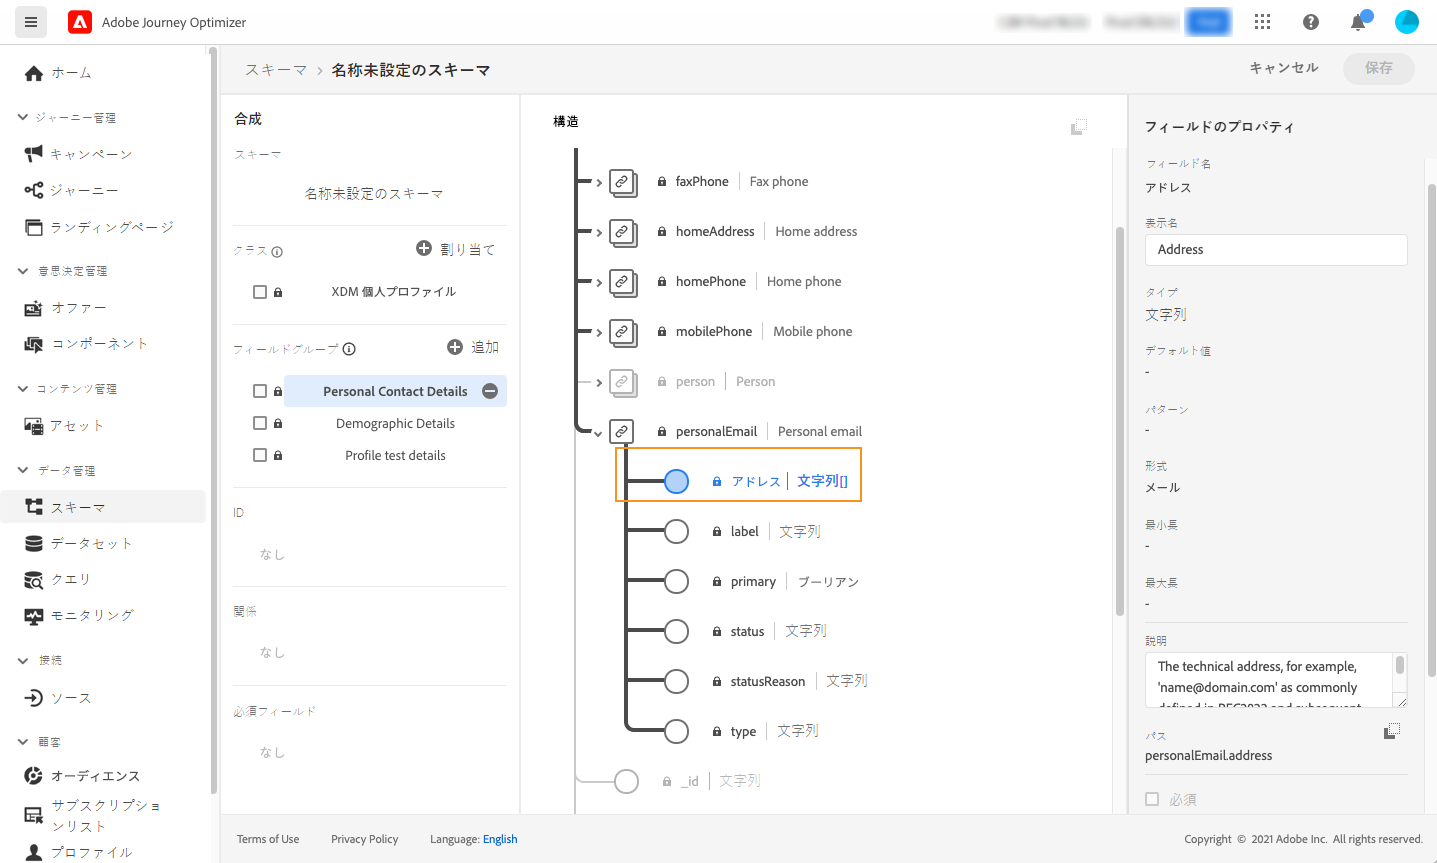 Adobe Journey Optimizer
ホーム
ジャーニー管理
キャンペーン
ジャーニー
ランディングページ
意思決定管理
オファー
コンポーネント
コンテンツ管理
アセット
データ管理
スキーマ
データセット
クエリ
モニタリング
接続
ソース
顧客
オーディエンス
サブスクリプショ
ンリスト
プロファイル
スキーマ › 名称未設定のスキーマ
キャンセル
保存
合成
スキーマ
名称未設定のスキーマ
クラス
割り当て
XDM 個人プロファイル
フィールドグループ
追加
Personal Contact Details
Demographic Details
Profile test details
ID
なし
関係
なし
必須フィールド
なし
構造
faxPhone Fax phone
homeAddress Home address
homePhone Home phone
mobilePhone Mobile phone
person Person
personalEmail Personal email
アドレス 文字列[]
label 文字列
primary ブーリアン
status 文字列
statusReason 文字列
type 文字列
_id 文字列
フィールドのプロパティ
フィールド名
アドレス
表示名
Address
タイプ
文字列
デフォルト値
-
パターン
-
形式
メール
最小長
-
最大長
-
説明
The technical address, for example,
'name@domain.com' as commonly
defined in RFC2822 and subsequent
パス
personalEmail.address
必須
Terms of Use Privacy Policy Language: English
Copyright © 2021 Adobe Inc. All rights reserved.